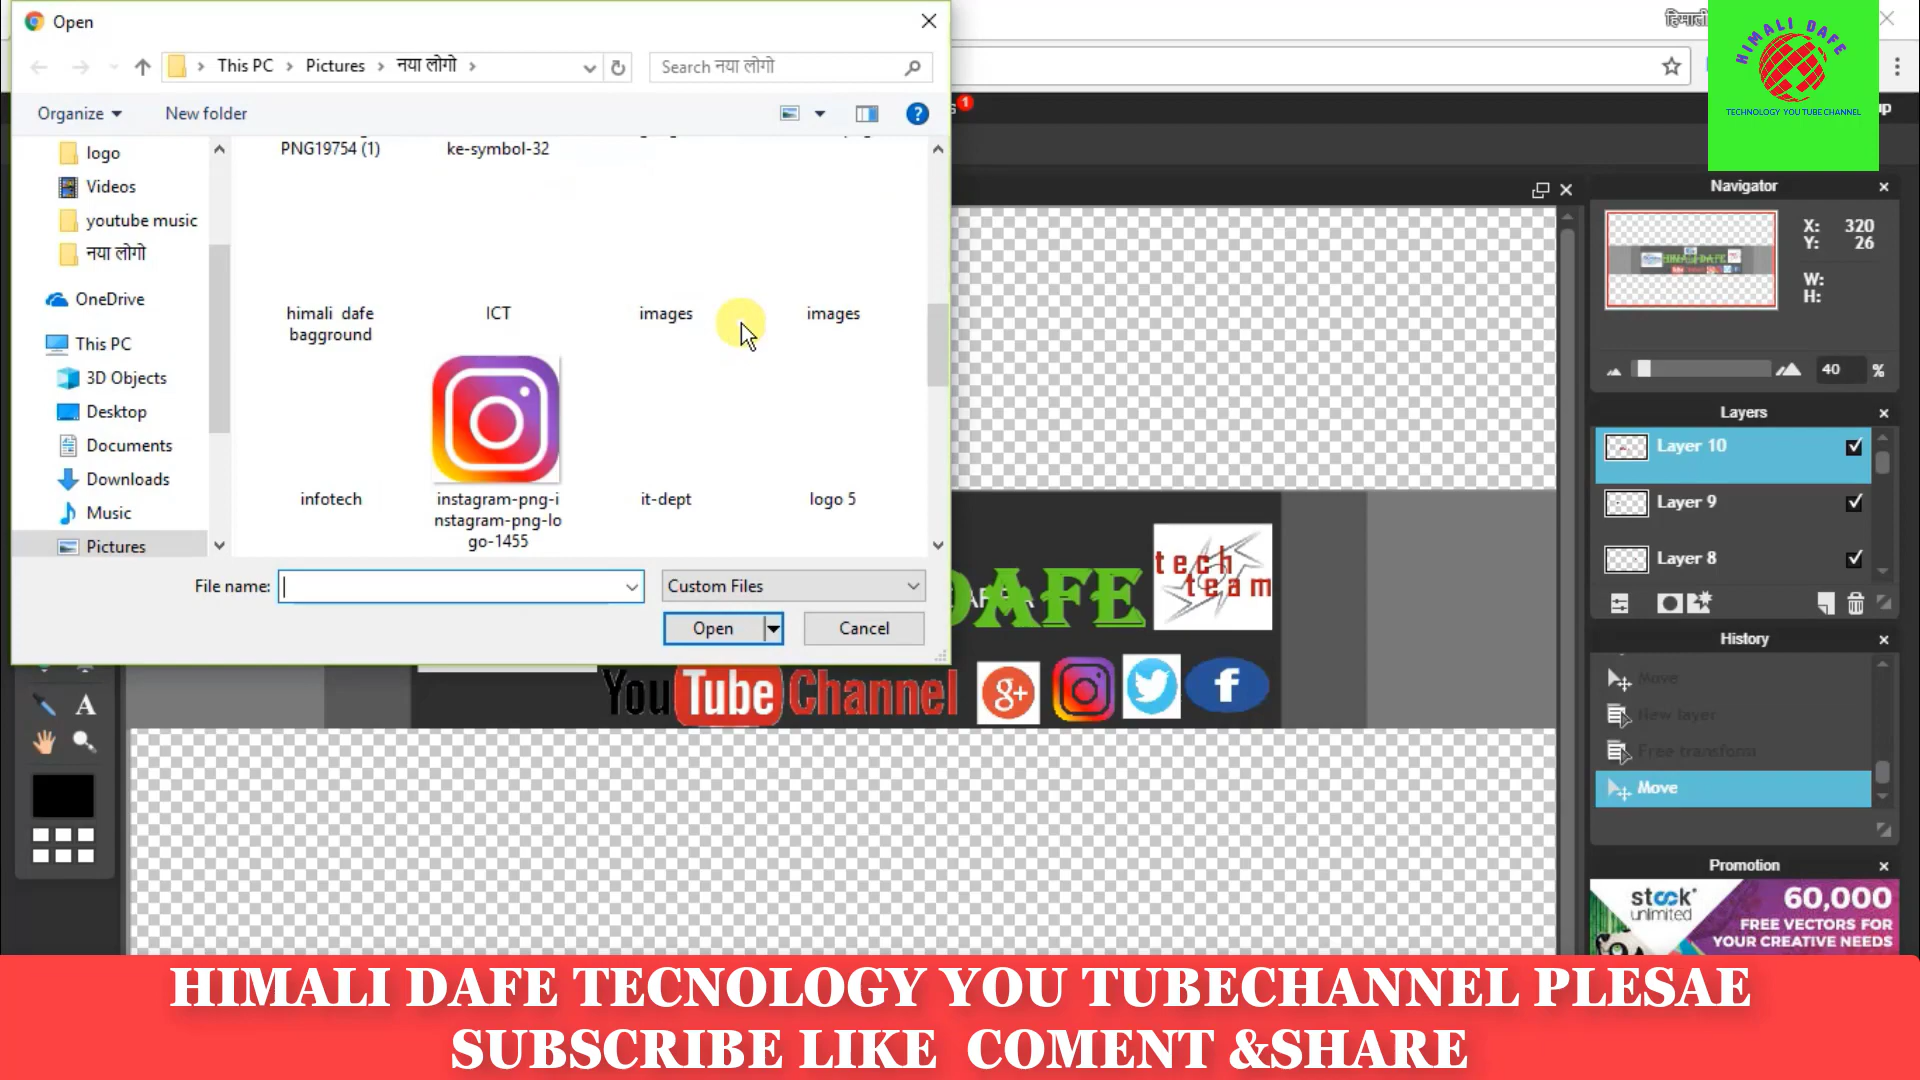 Open
हिमाली
HIMALI DAFE
TECHNOLOGY YOU TUBE CHANNEL
This PC
Pictures
नया लोगो
Search नया लोगो
Organize
New folder
1
up
logo
Videos
youtube music
नया लोगो
OneDrive
This PC
3D Objects
Desktop
Documents
Downloads
Music
Pictures
PNG19754 (1)
ke-symbol-32
himali dafe
bagground
ICT
images
images
infotech
instagram-png-i
nstagram-png-lo
go-1455
it-dept
logo 5
File name:
Custom Files
Open
Cancel
Navigator
X: 320
Y: 26
W:
H:
40 %
Layers
Layer 10
Layer 9
Layer 8
History
Move
New layer
Free transform
Move
Promotion
stock
unlimited
60,000
FREE VECTORS FOR
YOUR CREATIVE NEEDS
DAFE
tech
team
YouTube Channel
g+
f
A
HIMALI DAFE TECNOLOGY YOU TUBECHANNEL PLESAE
SUBSCRIBE LIKE COMENT &SHARE